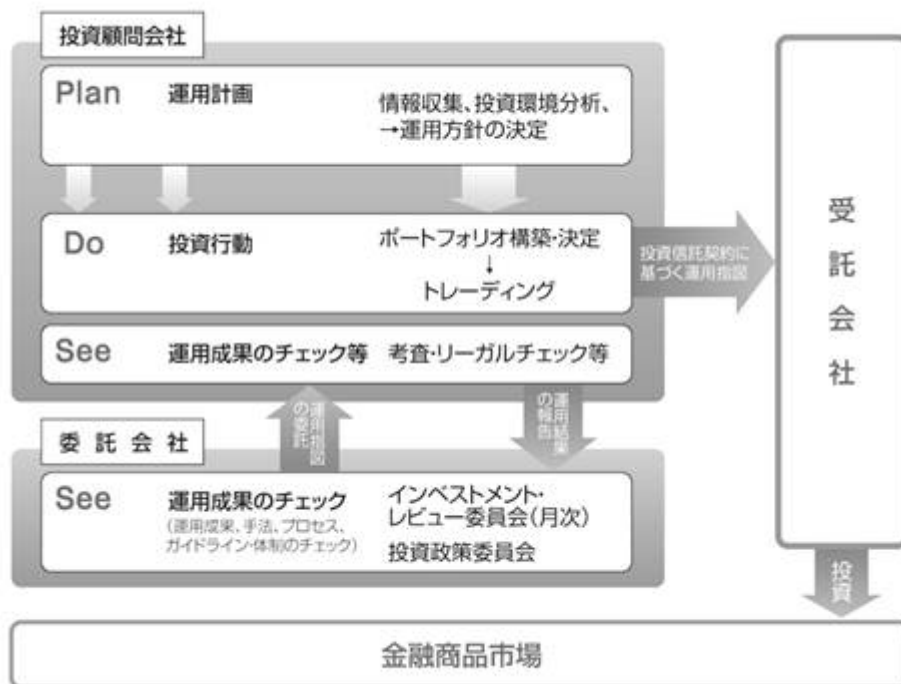 投資顧問会社
Plan
運用計画
情報収集、投資環境分析、
→運用方針の決定
Do
投資行動
ポートフォリオ構築・決定
↓
トレーディング
投資信託契約に
基づく運用指図
受託会社
See
運用成果のチェック等
考査・リーガルチェック等
運用指図
の委託
運用結果
の報告
委託会社
See
運用成果のチェック
(運用成果、手法、プロセス、
ガイドライン・体制のチェック)
インベストメント・
レビュー委員会(月次)
投資政策委員会
投資
金融商品市場